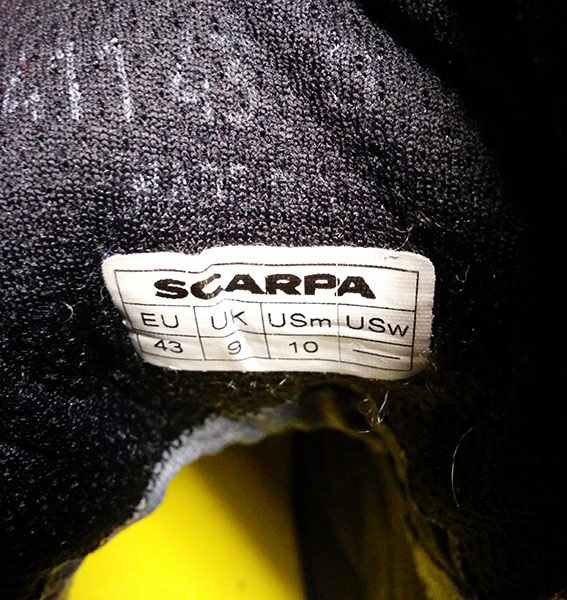 SCARPA
EU UK USm USw
43 9 10 —